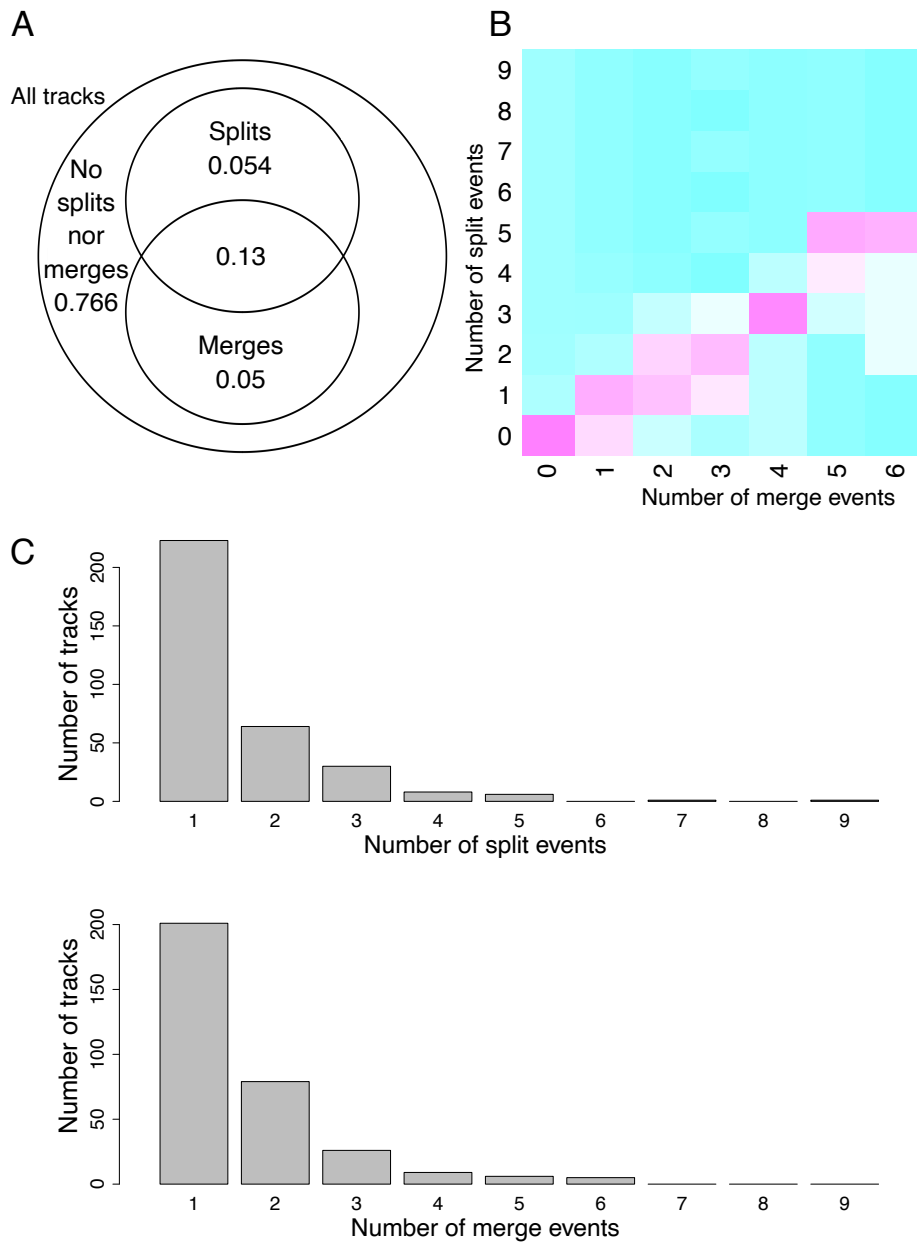 A
All tracks
Splits
0.054
No
splits
nor
merges
0.766
0.13
Merges
0.05
B
Number of split events
9
8
7
6
5
4
3
2
1
0
0 1 2 3 4 5 6
Number of merge events
C
Number of tracks
200
150
100
50
0
1 2 3 4 5 6 7 8 9
Number of split events
Number of tracks
200
150
100
50
0
1 2 3 4 5 6 7 8 9
Number of merge events